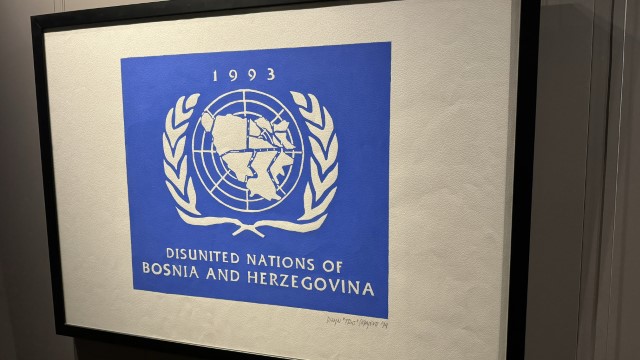 1993
DISUNITED NATIONS OF
BOSNIA AND HERZEGOVINA